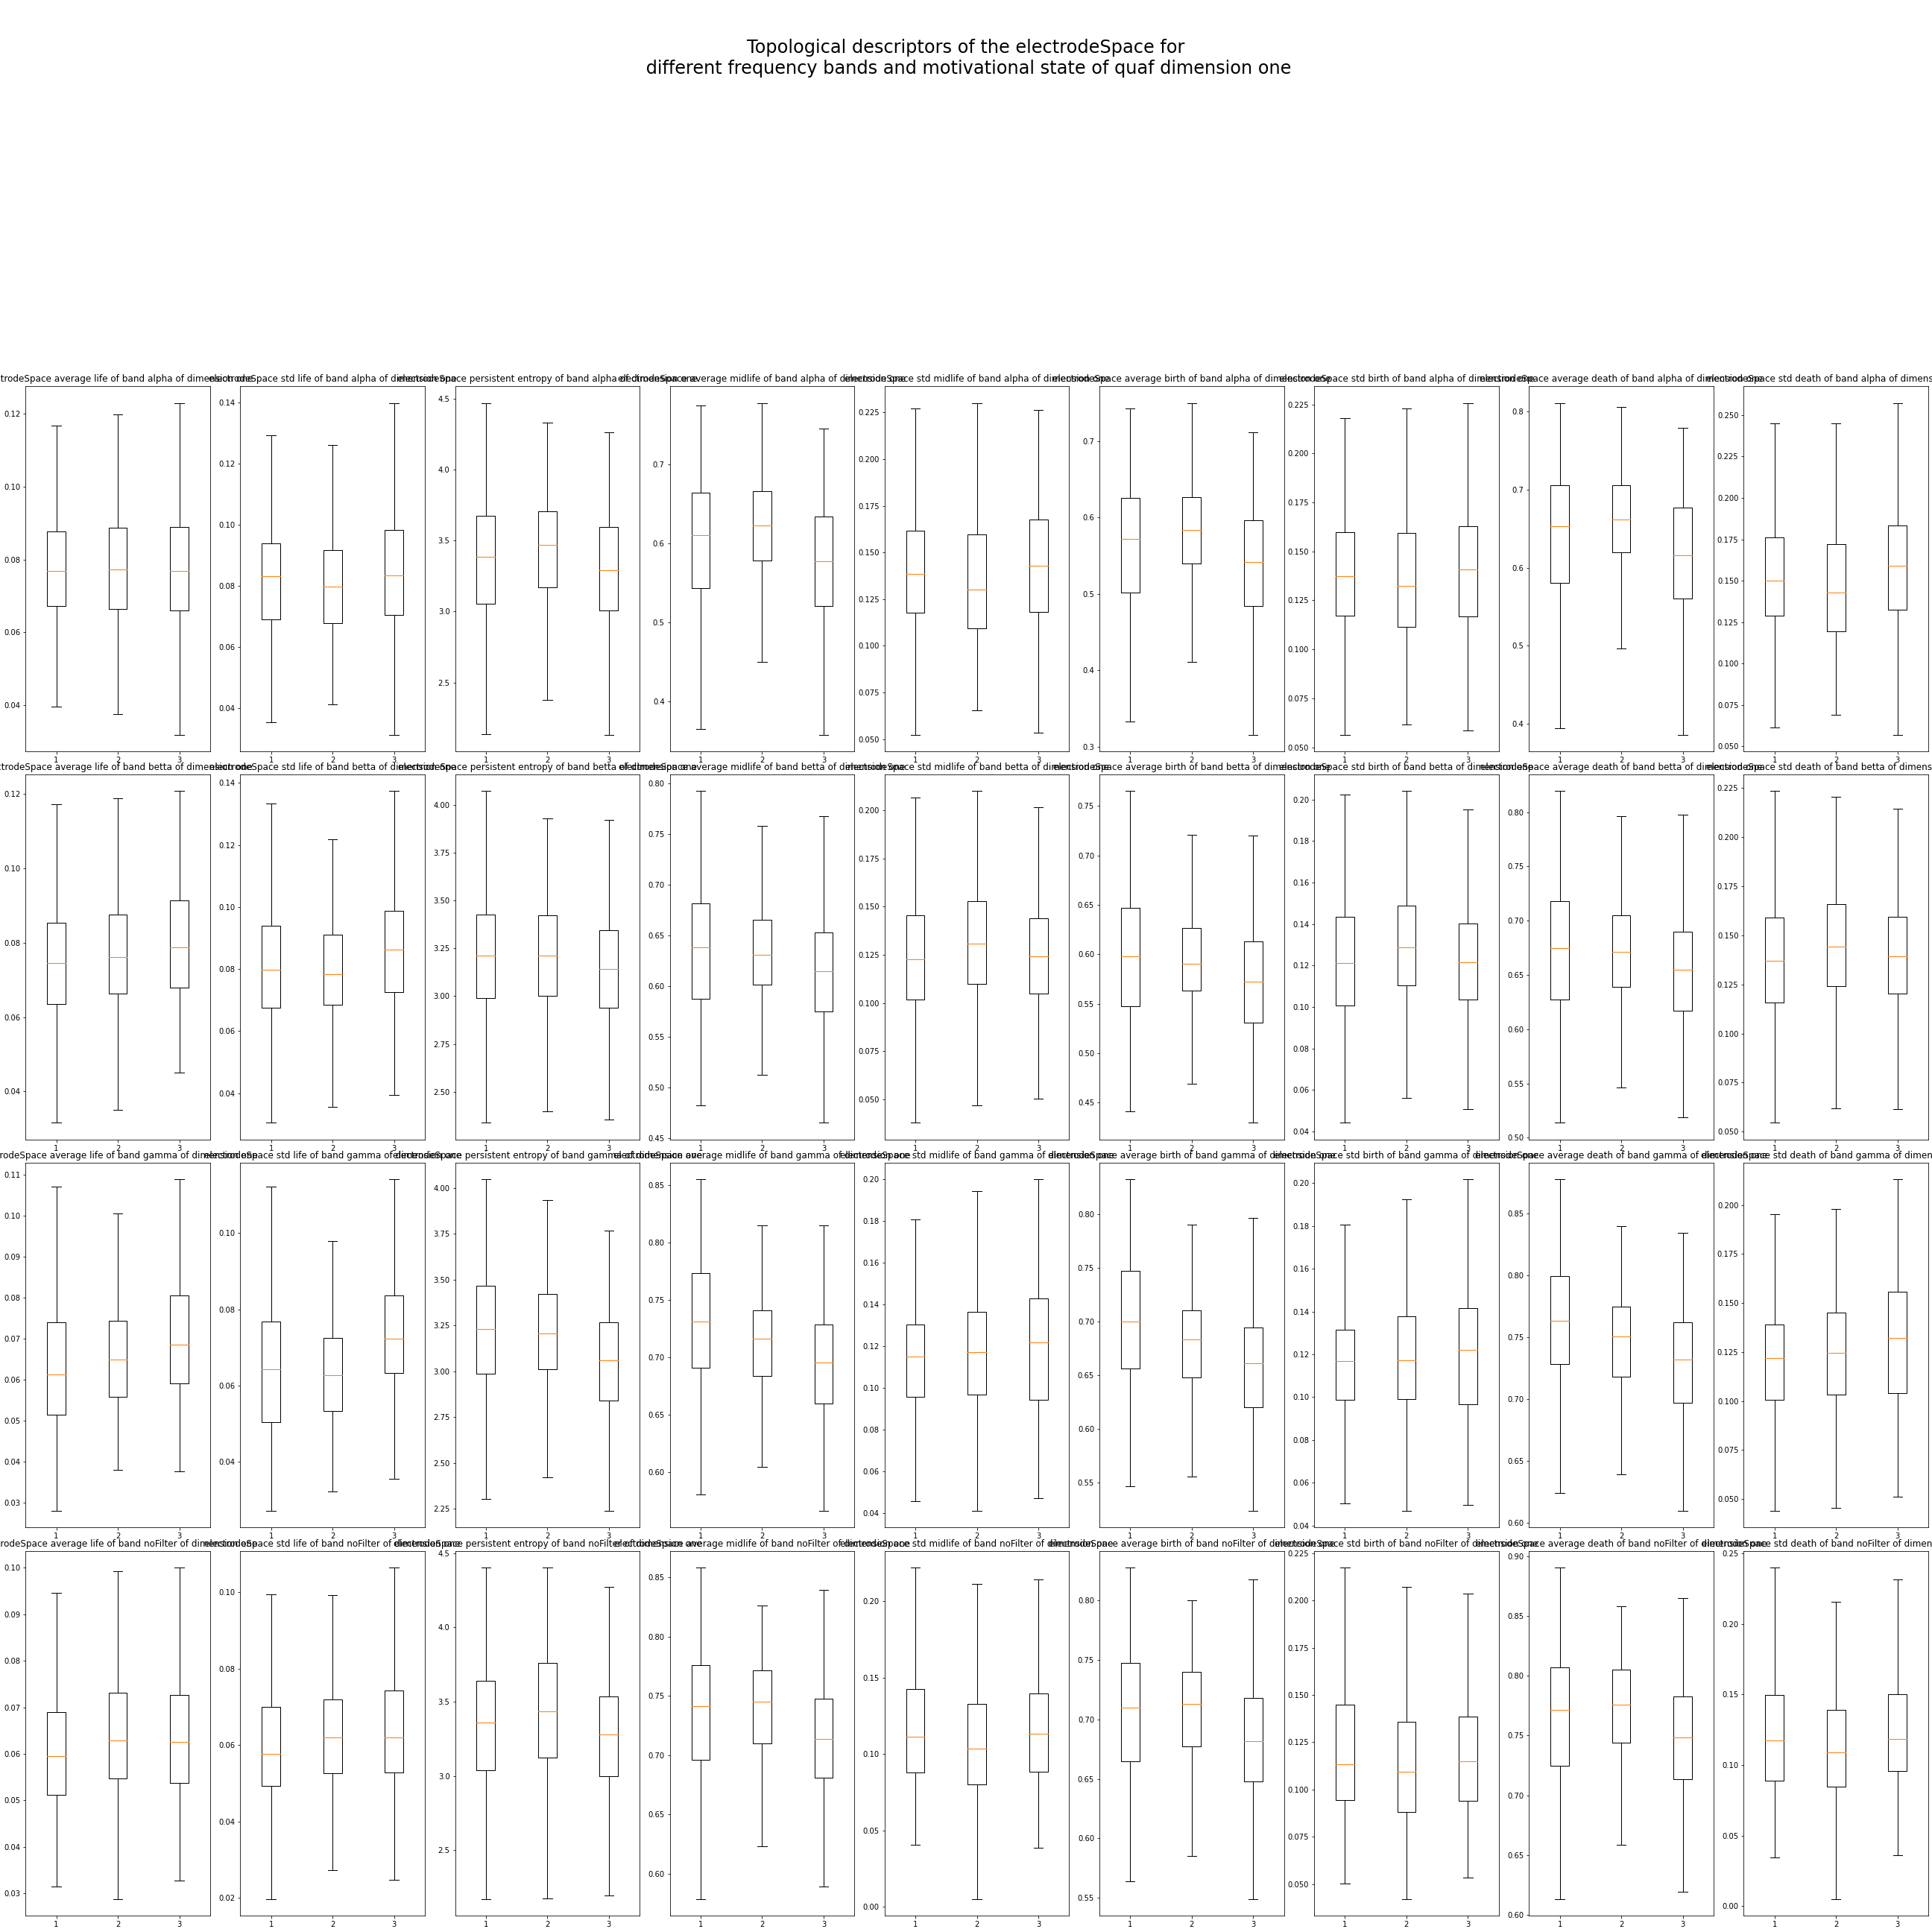 Topological descriptors of the electrodeSpace for
different frequency bands and motivational state of quaf dimension one
trodeSpace average life of band alpha of dimension one
electrodeSpace std life of band alpha of dimension one
electrodeSpace persistent entropy of band alpha of dimension one
electrodeSpace average midlife of band alpha of dimension one
electrodeSpace std midlife of band alpha of dimension one
electrodeSpace average birth of band alpha of dimension one
electrodeSpace std birth of band alpha of dimension one
electrodeSpace average death of band alpha of dimension one
electrodeSpace std death of band alpha of dimens
0.12 0.10 0.08 0.06 0.04
0.14 0.12 0.10 0.08 0.06 0.04
4.5 4.0 3.5 3.0 2.5
0.7 0.6 0.5 0.4
0.225 0.200 0.175 0.150 0.125 0.100 0.075 0.050
0.7 0.6 0.5 0.4 0.3
0.225 0.200 0.175 0.150 0.125 0.100 0.075 0.050
0.8 0.7 0.6 0.5 0.4
0.250 0.225 0.200 0.175 0.150 0.125 0.100 0.075 0.050
1 2 3 1 2 3 1 2 3 1 2 3 1 2 3 1 2 3 1 2 3 1 2 3 1 2 3
trodeSpace average life of band betta of dimension one
electrodeSpace std life of band betta of dimension one
electrodeSpace persistent entropy of band betta of dimension one
electrodeSpace average midlife of band betta of dimension one
electrodeSpace std midlife of band betta of dimension one
electrodeSpace average birth of band betta of dimension one
electrodeSpace std birth of band betta of dimension one
electrodeSpace average death of band betta of dimension one
electrodeSpace std death of band betta of dimens
0.12 0.10 0.08 0.06 0.04
0.14 0.12 0.10 0.08 0.06 0.04
4.00 3.75 3.50 3.25 3.00 2.75 2.50
0.80 0.75 0.70 0.65 0.60 0.55 0.50 0.45
0.200 0.175 0.150 0.125 0.100 0.075 0.050
0.75 0.70 0.65 0.60 0.55 0.50 0.45
0.20 0.18 0.16 0.14 0.12 0.10 0.08 0.06 0.04
0.80 0.75 0.70 0.65 0.60 0.55 0.50
0.225 0.200 0.175 0.150 0.125 0.100 0.075 0.050
1 2 3 1 2 3 1 2 3 1 2 3 1 2 3 1 2 3 1 2 3 1 2 3 1 2 3
rodeSpace average life of band gamma of dimension one
electrodeSpace std life of band gamma of dimension one
electrodeSpace persistent entropy of band gamma of dimension one
electrodeSpace average midlife of band gamma of dimension one
electrodeSpace std midlife of band gamma of dimension one
electrodeSpace average birth of band gamma of dimension one
electrodeSpace std birth of band gamma of dimension one
electrodeSpace average death of band gamma of dimension one
electrodeSpace std death of band gamma of dimen
0.11 0.10 0.09 0.08 0.07 0.06 0.05 0.04 0.03
0.10 0.08 0.06 0.04
4.00 3.75 3.50 3.25 3.00 2.75 2.50 2.25
0.85 0.80 0.75 0.70 0.65 0.60
0.20 0.18 0.16 0.14 0.12 0.10 0.08 0.06 0.04
0.80 0.75 0.70 0.65 0.60 0.55
0.20 0.18 0.16 0.14 0.12 0.10 0.08 0.06 0.04
0.85 0.80 0.75 0.70 0.65 0.60
0.200 0.175 0.150 0.125 0.100 0.075 0.050
1 2 3 1 2 3 1 2 3 1 2 3 1 2 3 1 2 3 1 2 3 1 2 3 1 2 3
rodeSpace average life of band noFilter of dimension one
electrodeSpace std life of band noFilter of dimension one
electrodeSpace persistent entropy of band noFilter of dimension one
electrodeSpace average midlife of band noFilter of dimension one
electrodeSpace std midlife of band noFilter of dimension one
electrodeSpace average birth of band noFilter of dimension one
electrodeSpace std birth of band noFilter of dimension one
electrodeSpace average death of band noFilter of dimension one
electrodeSpace std death of band noFilter of dimen
0.10 0.09 0.08 0.07 0.06 0.05 0.04 0.03
0.10 0.08 0.06 0.04 0.02
4.5 4.0 3.5 3.0 2.5
0.85 0.80 0.75 0.70 0.65 0.60
0.20 0.15 0.10 0.05 0.00
0.80 0.75 0.70 0.65 0.60 0.55
0.225 0.200 0.175 0.150 0.125 0.100 0.075 0.050
0.90 0.85 0.80 0.75 0.70 0.65 0.60
0.25 0.20 0.15 0.10 0.05 0.00
1 2 3 1 2 3 1 2 3 1 2 3 1 2 3 1 2 3 1 2 3 1 2 3 1 2 3